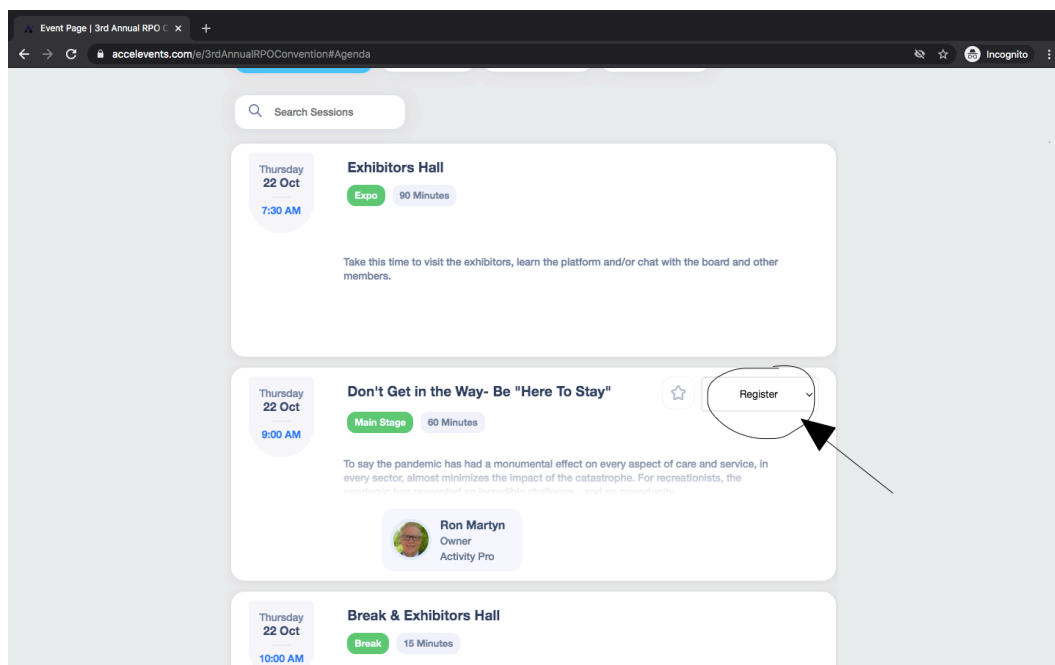 Event Page | 3rd Annual RPO C
accelevents.com/e/3rdAnnualRPOConvention#Agenda
Incognito
Search Sessions
Thursday
22 Oct
7:30 AM
Exhibitors Hall
Expo
90 Minutes
Take this time to visit the exhibitors, learn the platform and/or chat with the board and other
members.
Thursday
22 Oct
9:00 AM
Don't Get in the Way- Be "Here To Stay"
Register
Main Stage
60 Minutes
To say the pandemic has had a monumental effect on every aspect of care and service, in
every sector, almost minimizes the impact of the catastrophe. For recreationists, the
Ron Martyn
Owner
Activity Pro
Thursday
22 Oct
10:00 AM
Break & Exhibitors Hall
Break
15 Minutes